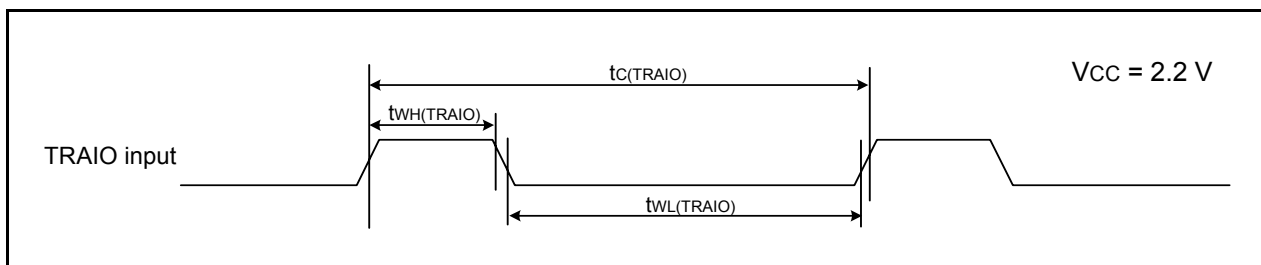 tC(TRAIO)
VCC = 2.2 V
tWH(TRAIO)
TRAIO input
tWL(TRAIO)